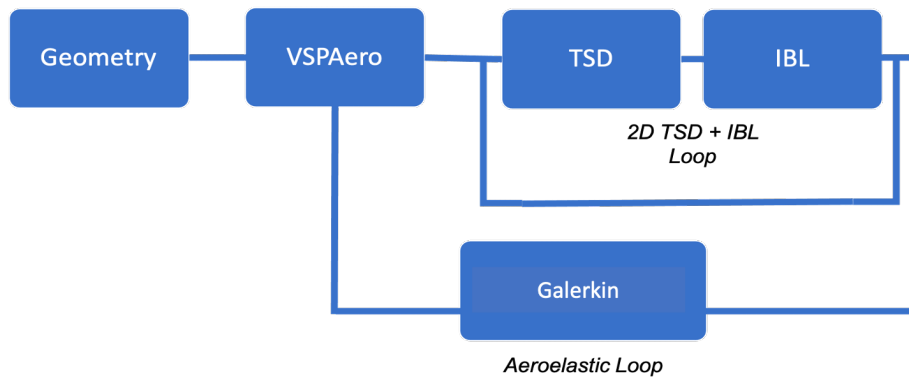 Geometry
VSPAero
TSD
IBL
2D TSD + IBL
Loop
Galerkin
Aeroelastic Loop